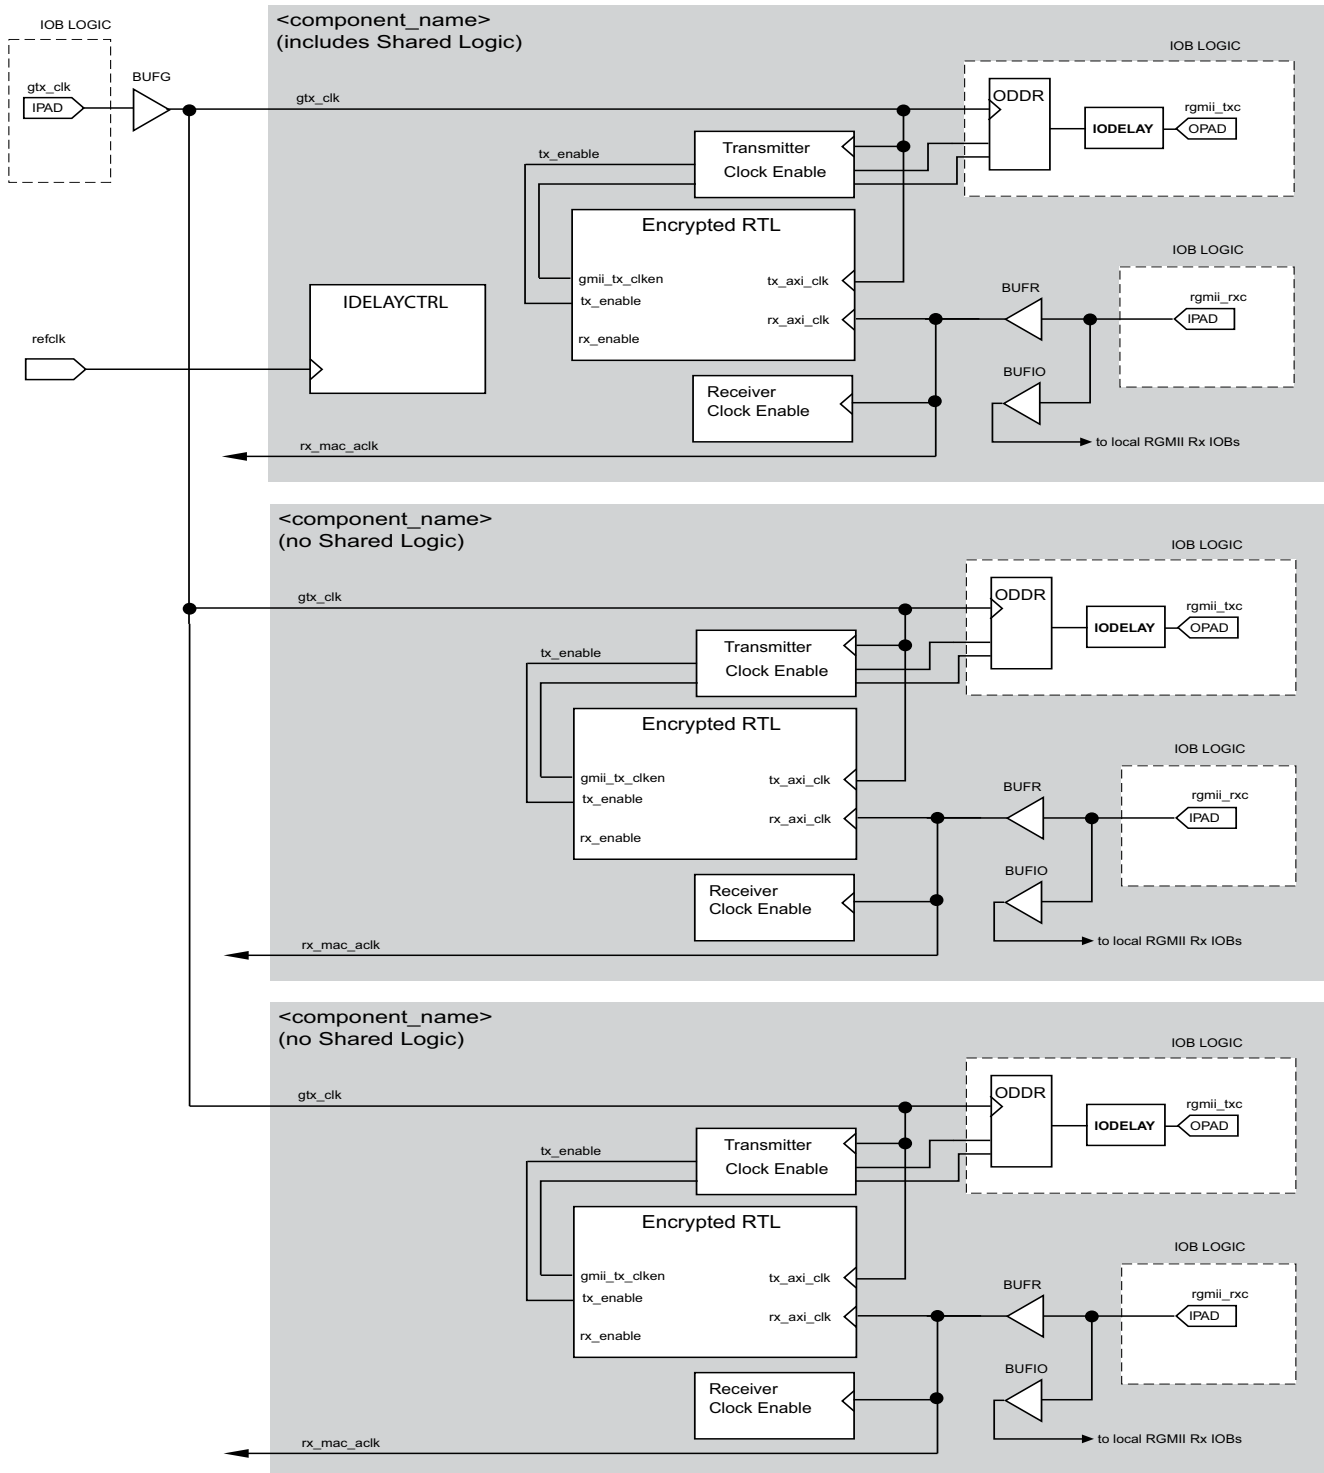 IOB LOGIC
gtx_clk
IPAD
BUFG
<component_name>
(includes Shared Logic)
gtx_clk
IOB LOGIC
ODDR
IODELAY
rgmii_txc
OPAD
tx_enable
Transmitter
Clock Enable
Encrypted RTL
gmii_tx_clken
tx_enable
rx_enable
tx_axi_clk
rx_axi_clk
IOB LOGIC
BUFR
rgmii_rxc
IPAD
BUFIO
to local RGMII Rx IOBs
IDELAYCTRL
refclk
Receiver
Clock Enable
rx_mac_aclk
<component_name>
(no Shared Logic)
gtx_clk
IOB LOGIC
ODDR
IODELAY
rgmii_txc
OPAD
tx_enable
Transmitter
Clock Enable
Encrypted RTL
gmii_tx_clken
tx_enable
rx_enable
tx_axi_clk
rx_axi_clk
IOB LOGIC
BUFR
rgmii_rxc
IPAD
BUFIO
to local RGMII Rx IOBs
Receiver
Clock Enable
rx_mac_aclk
<component_name>
(no Shared Logic)
gtx_clk
IOB LOGIC
ODDR
IODELAY
rgmii_txc
OPAD
tx_enable
Transmitter
Clock Enable
Encrypted RTL
gmii_tx_clken
tx_enable
rx_enable
tx_axi_clk
rx_axi_clk
IOB LOGIC
BUFR
rgmii_rxc
IPAD
BUFIO
to local RGMII Rx IOBs
Receiver
Clock Enable
rx_mac_aclk